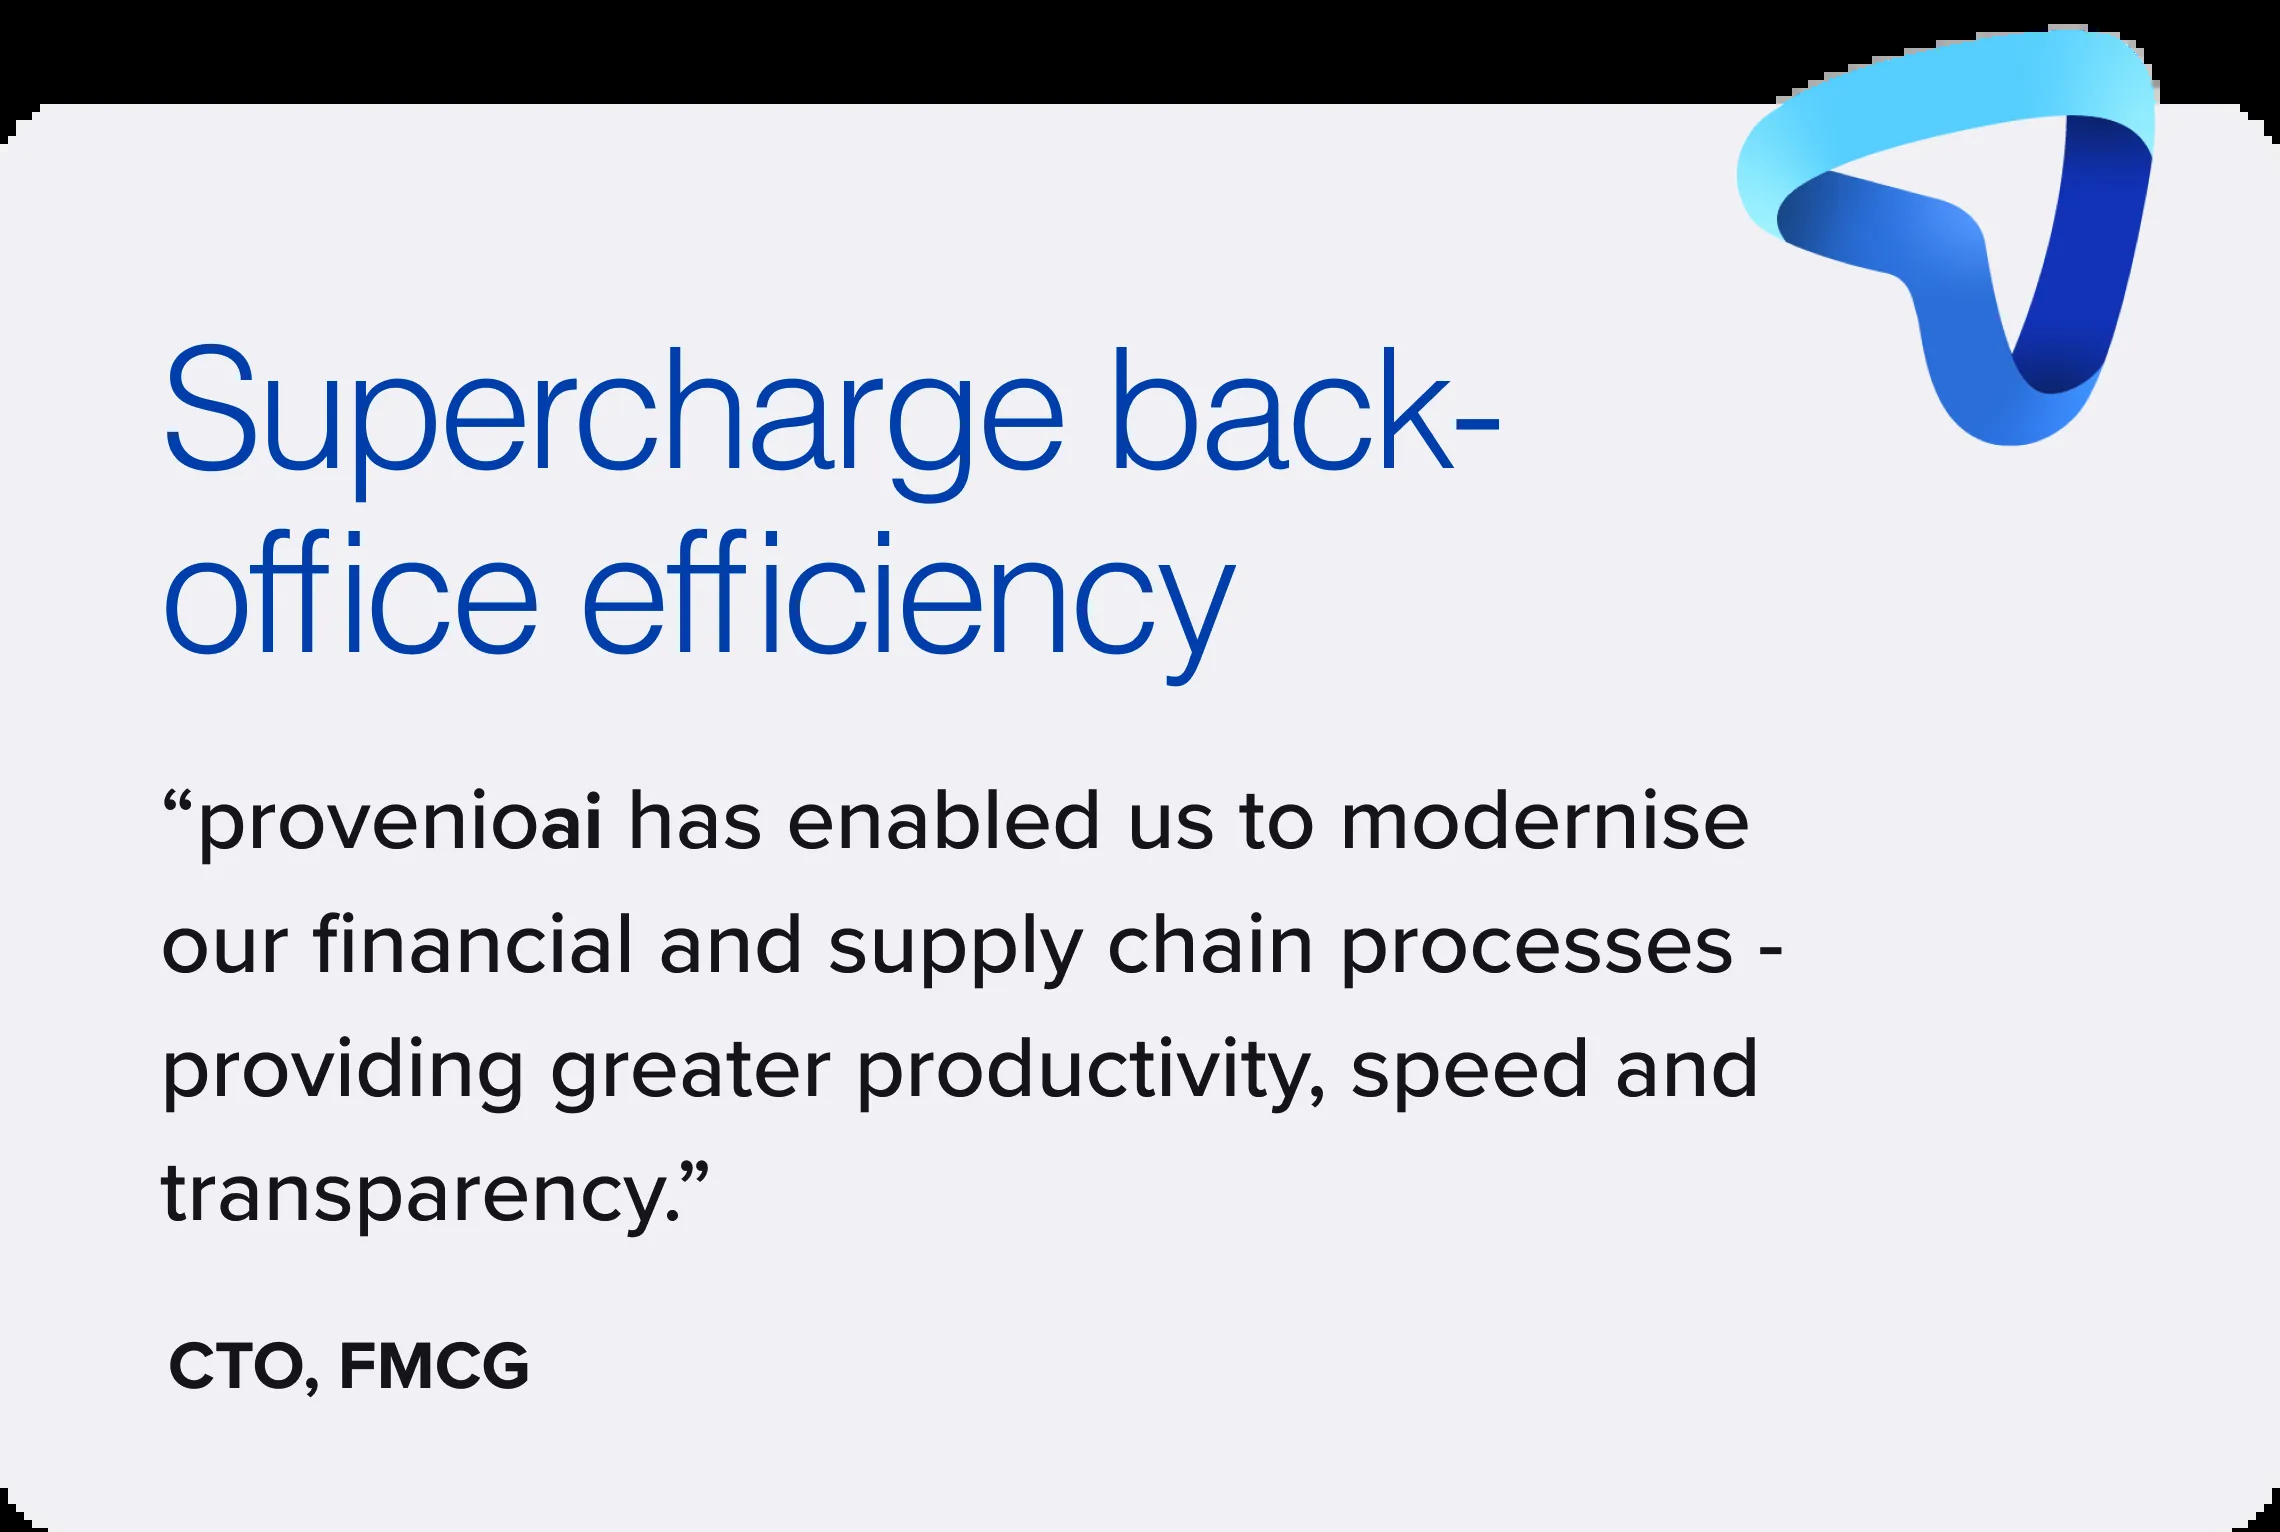 Supercharge back-
office efficiency
“provenioai has enabled us to modernise
our financial and supply chain processes -
providing greater productivity, speed and
transparency.”
CTO, FMCG